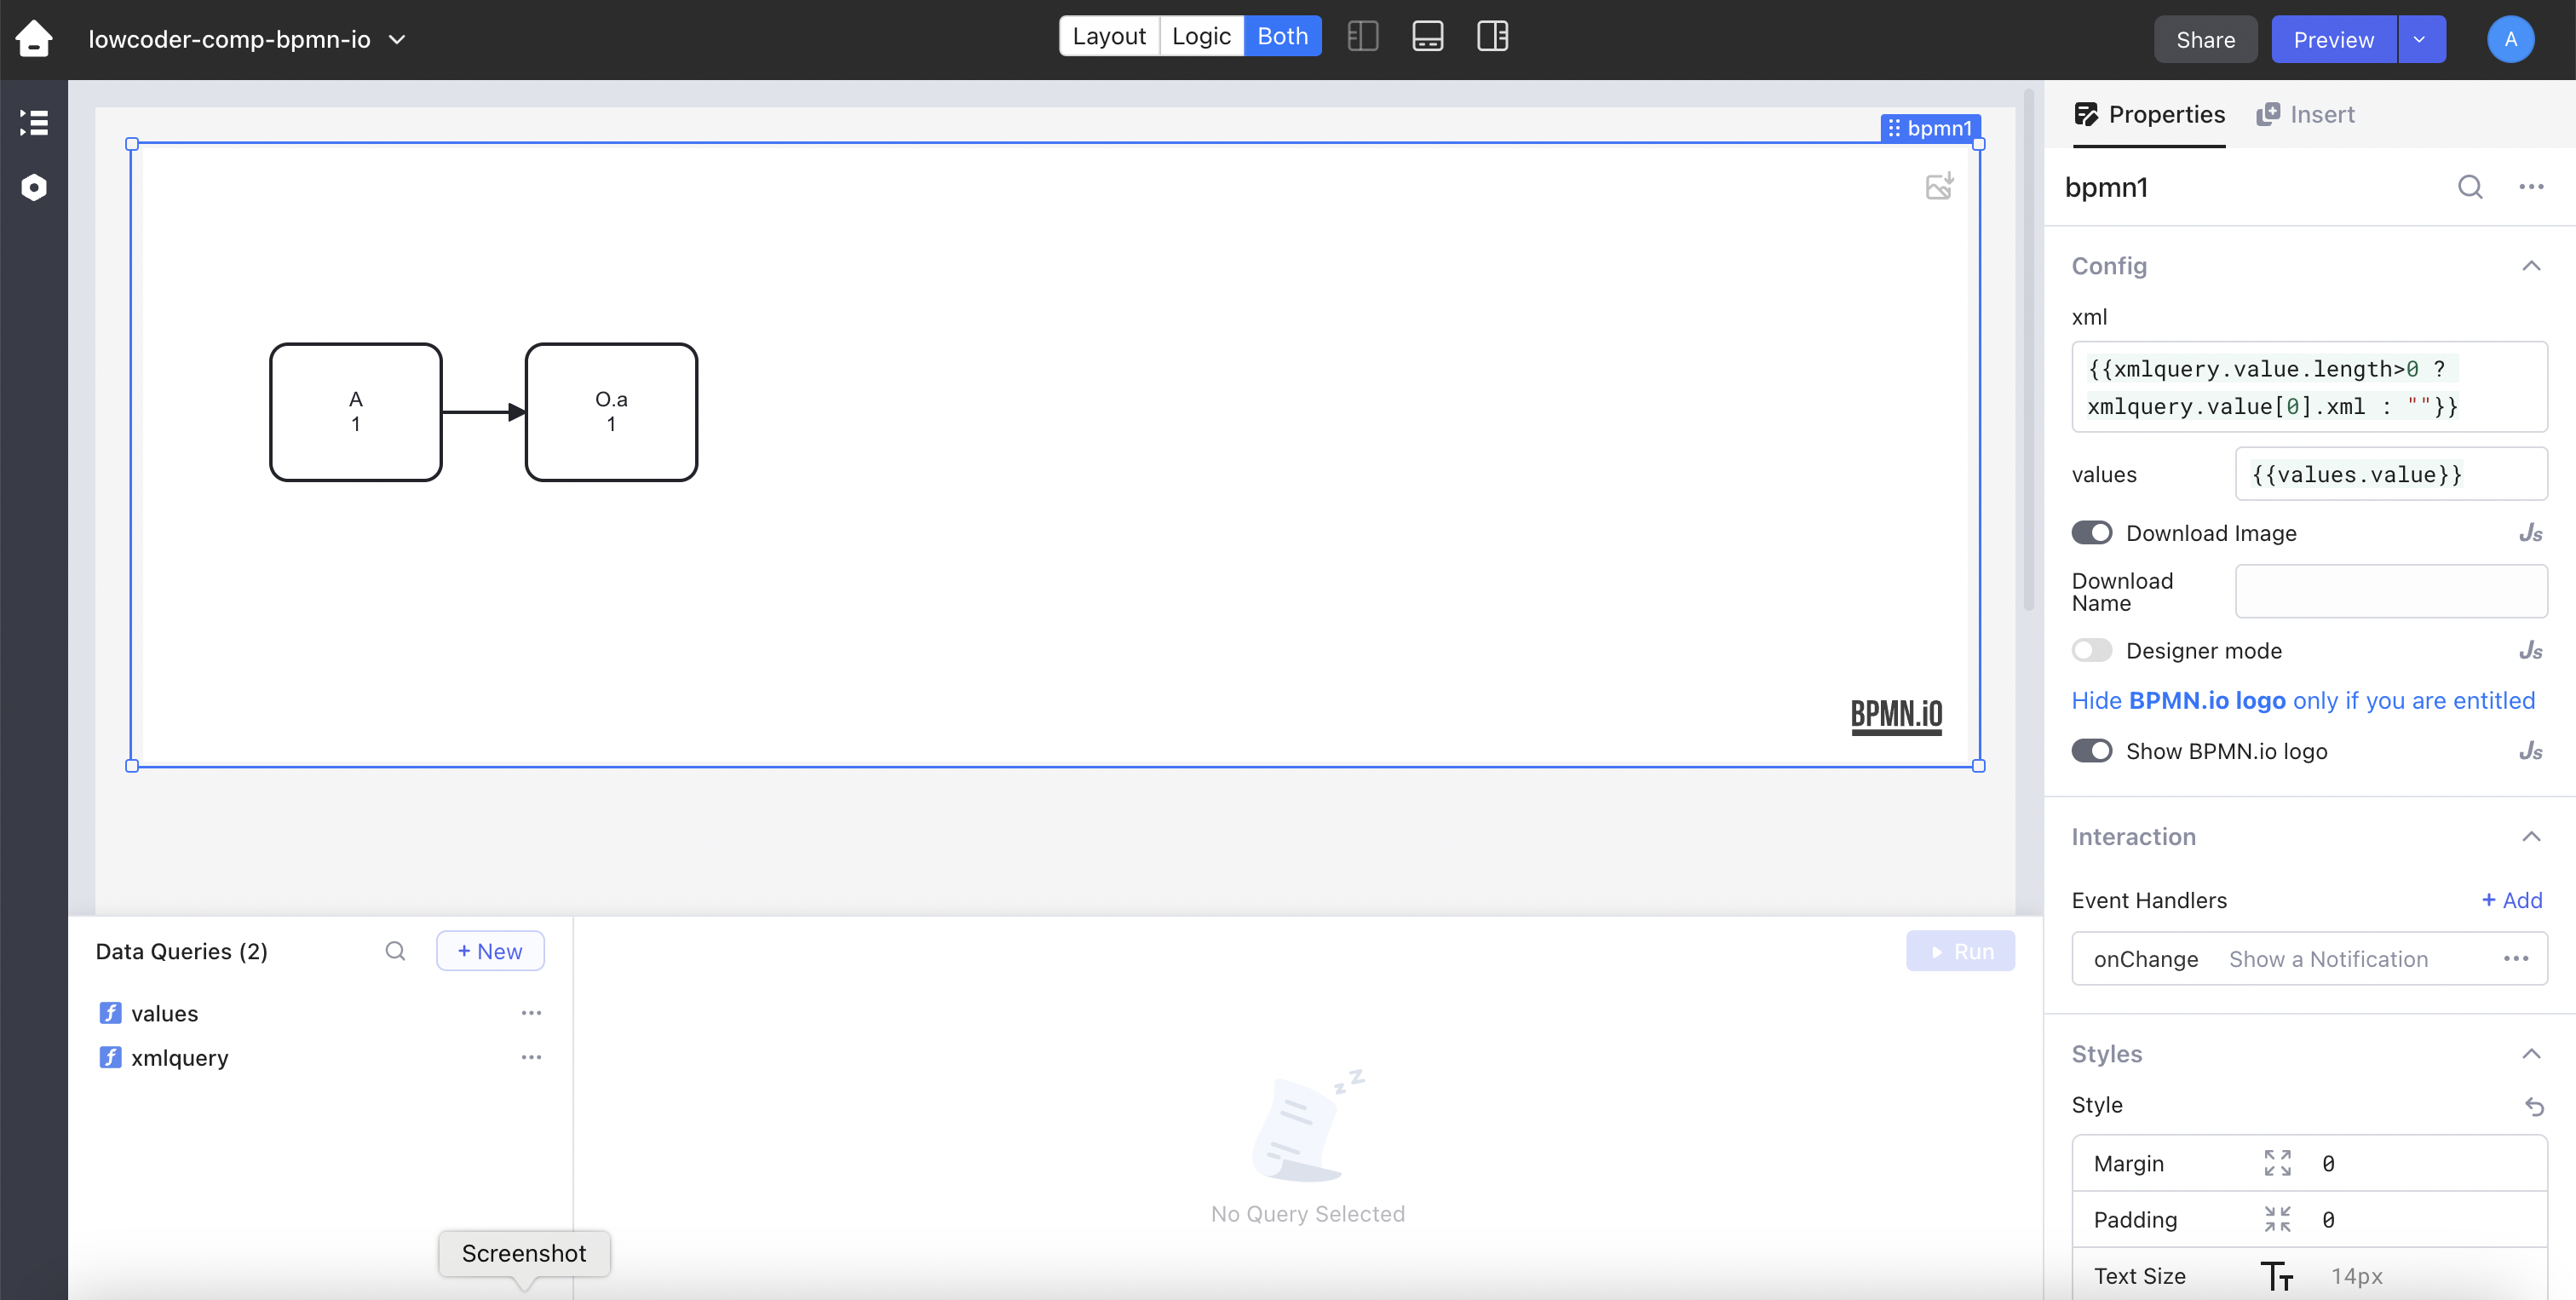 lowcoder-comp-bpmn-io
Layout Logic Both
Share Preview A
bpmn1
A
1
O.a
1
BPMN.iO
Properties Insert
bpmn1
Config
xml
{{xmlquery.value.length>0 ?
xmlquery.value[0].xml : ""}}
values {{values.value}}
Download Image Js
Download
Name
Designer mode Js
Hide BPMN.io logo only if you are entitled
Show BPMN.io logo Js
Interaction
Event Handlers + Add
onChange Show a Notification
Styles
Style
Margin 0
Padding 0
Text Size Tт 14px
Data Queries (2) + New
Run
values
xmlquery
z z
No Query Selected
Screenshot